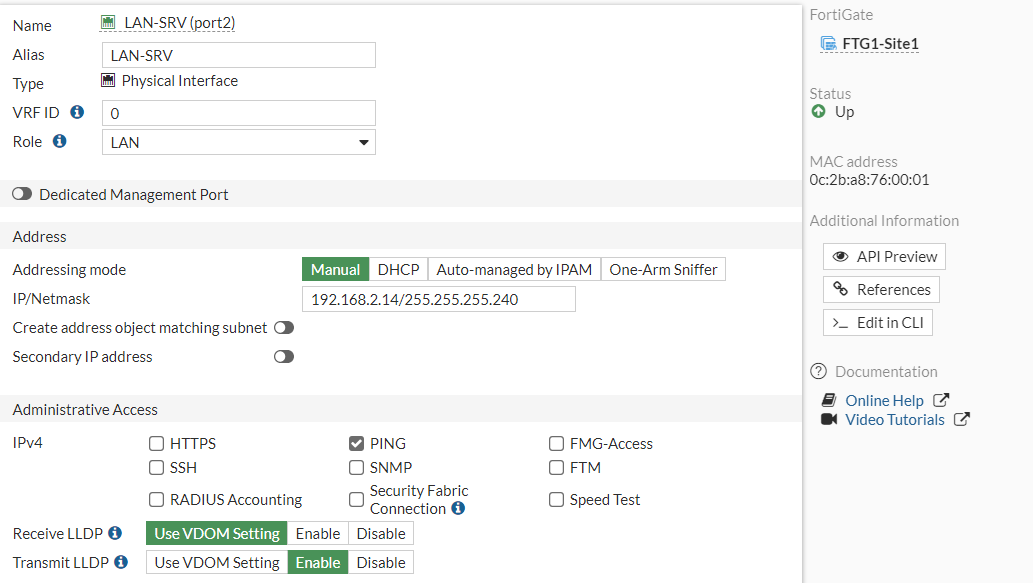 Name LAN-SRV (port2)
Alias LAN-SRV
Type Physical Interface
VRF ID 0
Role LAN
Dedicated Management Port
Address
Addressing mode Manual DHCP Auto-managed by IPAM One-Arm Sniffer
IP/Netmask 192.168.2.14/255.255.255.240
Create address object matching subnet
Secondary IP address
Administrative Access
IPv4 HTTPS PING FMG-Access
SSH SNMP FTM
RADIUS Accounting Security Fabric Connection Speed Test
Receive LLDP Use VDOM Setting Enable Disable
Transmit LLDP Use VDOM Setting Enable Disable
FortiGate
FTG1-Site1
Status
Up
MAC address
0c:2b:a8:76:00:01
Additional Information
API Preview
References
>_ Edit in CLI
Documentation
Online Help
Video Tutorials